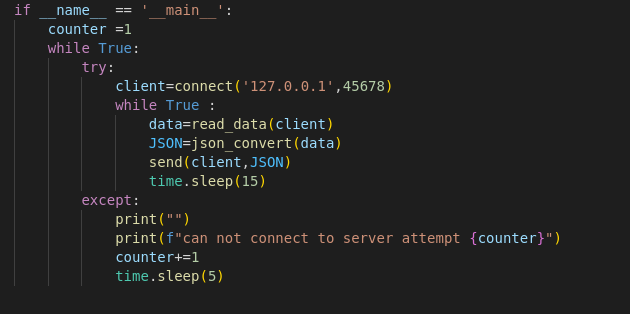 if __name__ == '__main__':
    counter =1
    while True:
        try:
            client=connect('127.0.0.1',45678)
            while True :
                data=read_data(client)
                JSON=json_convert(data)
                send(client,JSON)
                time.sleep(15)
        except:
            print("")
            print(f"can not connect to server attempt {counter}")
            counter+=1
            time.sleep(5)